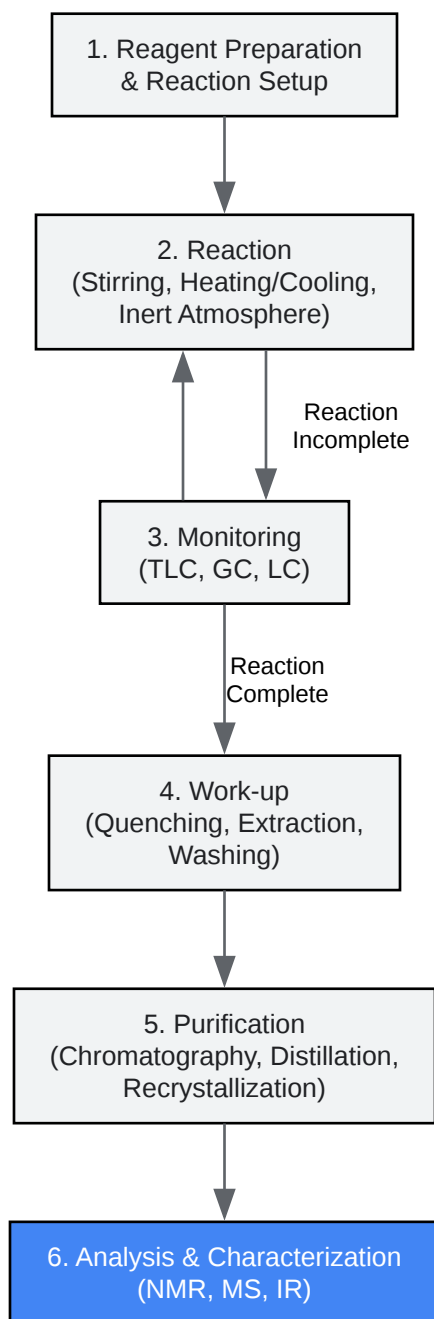 1. Reagent Preparation
& Reaction Setup
2. Reaction
(Stirring, Heating/Cooling,
Inert Atmosphere)
Reaction
Incomplete
3. Monitoring
(TLC, GC, LC)
Reaction
Complete
4. Work-up
(Quenching, Extraction,
Washing)
5. Purification
(Chromatography, Distillation,
Recrystallization)
6. Analysis & Characterization
(NMR, MS, IR)